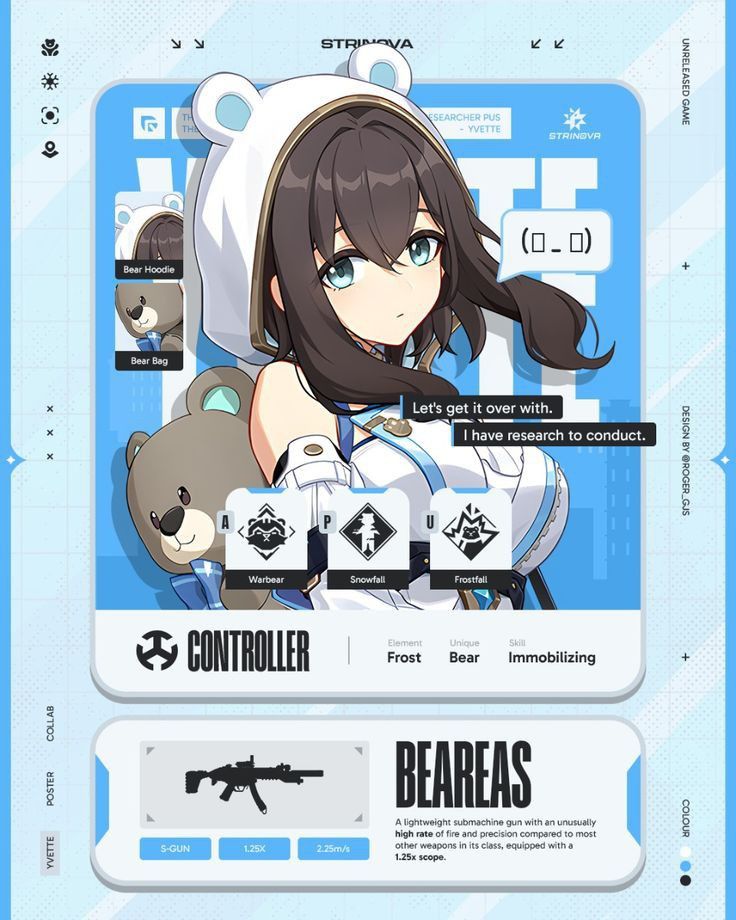 STRINOVA
UNRELEASED GAME
ESEARCHER PUS
- YVETTE
STRINOVA
Bear Hoodie
Bear Bag
(▯ _ ▯)
Let's get it over with.
I have research to conduct.
DESIGN BY @ROGER_GJS
A
P
U
Warbear
Snowfall
Frostfall
CONTROLLER
Element
Frost
Unique
Bear
Skill
Immobilizing
COLLAB
POSTER
YVETTE
BEAREAS
A lightweight submachine gun with an unusually
high rate of fire and precision compared to most
other weapons in its class, equipped with a
1.25x scope.
S-GUN
1.25X
2.25m/s
COLOUR